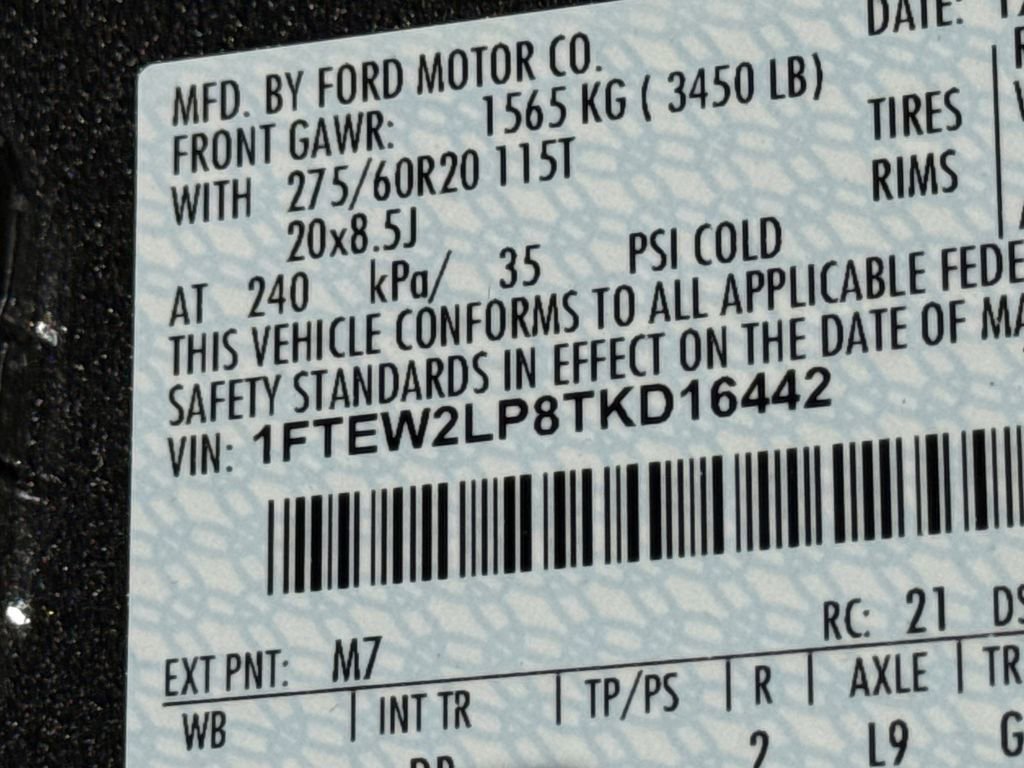 DATE:
MFD. BY FORD MOTOR CO.
FRONT GAWR: 1565 KG ( 3450 LB)
WITH 275/60R20 115T TIRES
20x8.5J RIMS
AT 240 kPa/ 35 PSI COLD
THIS VEHICLE CONFORMS TO ALL APPLICABLE
SAFETY STANDARDS IN EFFECT ON THE DATE OF
VIN: 1FTEW2LP8TKD16442
RC: 21
EXT PNT: M7
WB INT TR TP/PS R AXLE TR
2 L9